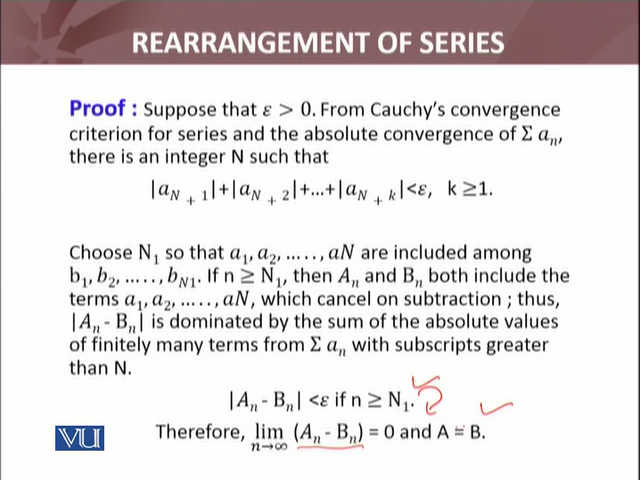 REARRANGEMENT OF SERIES
Proof : Suppose that ε > 0. From Cauchy's convergence
criterion for series and the absolute convergence of Σ aₙ,
there is an integer N such that
|a_{N + 1}|+|a_{N + 2}|+...+|a_{N + k}|<ε, k ≥1.
Choose N₁ so that a₁, a₂, ....., aN are included among
b₁, b₂, ....., b_{N1}. If n ≥ N₁, then Aₙ and Bₙ both include the
terms a₁, a₂, ....., aN, which cancel on subtraction ; thus,
|Aₙ - Bₙ| is dominated by the sum of the absolute values
of finitely many terms from Σ aₙ with subscripts greater
than N.
|Aₙ - Bₙ| <ε if n ≥ N₁.
Therefore, lim_{n→∞} (Aₙ - Bₙ) = 0 and A = B.
VU